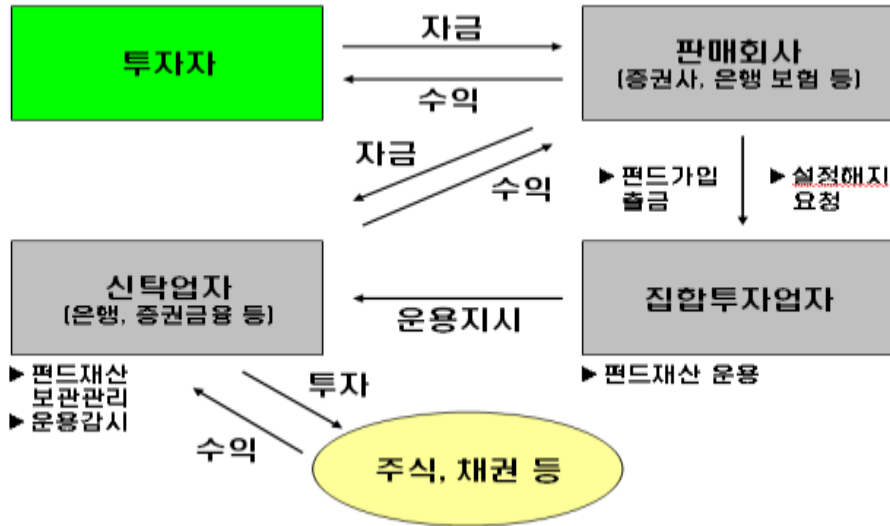 투자자
자금
수익
판매회사
(증권사, 은행 보험 등)
자금
수익
▶ 펀드가입
출금
▶ 설정해지
요청
신탁업자
(은행, 증권금융 등)
운용지시
집합투자업자
▶ 펀드재산
보관관리
▶ 운용감시
▶ 펀드재산 운용
투자
수익
주식, 채권 등